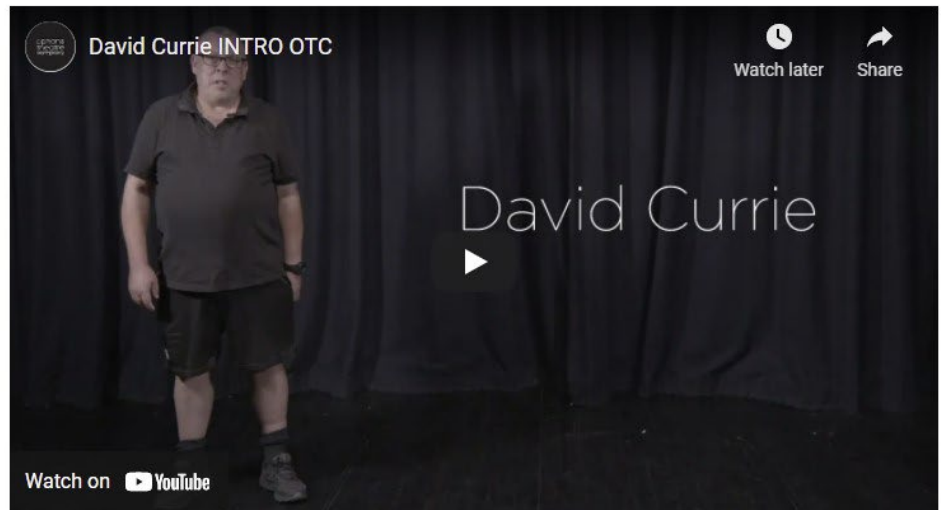 David Currie INTRO OTC
Watch later
Share
David Currie
Watch on YouTube